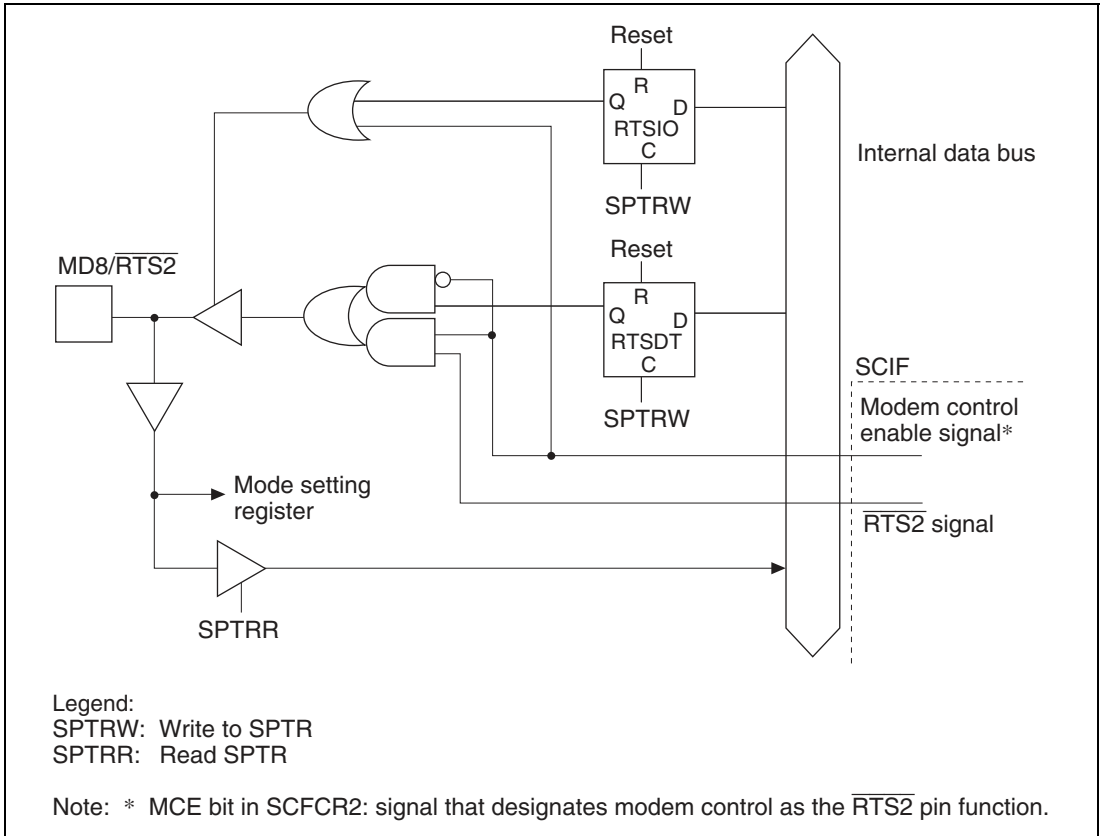 Reset
R
Q
D
RTSIO
C
Internal data bus
SPTRW
Reset
MD8/RTS2
R
Q
D
RTSDT
C
SCIF
SPTRW
Modem control
enable signal*
Mode setting
register
RTS2 signal
SPTRR
Legend:
SPTRW: Write to SPTR
SPTRR: Read SPTR
Note: * MCE bit in SCFCR2: signal that designates modem control as the RTS2 pin function.